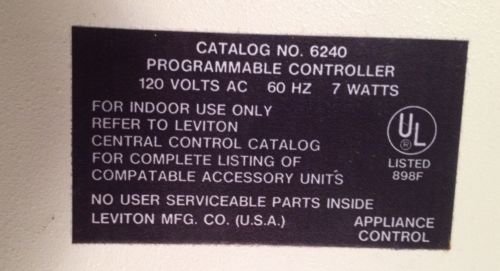 CATALOG NO. 6240
PROGRAMMABLE CONTROLLER
120 VOLTS AC 60 HZ 7 WATTS
FOR INDOOR USE ONLY
REFER TO LEVITON
CENTRAL CONTROL CATALOG
FOR COMPLETE LISTING OF
COMPATABLE ACCESSORY UNITS
UL
®
LISTED
898F
NO USER SERVICEABLE PARTS INSIDE
LEVITON MFG. CO. (U.S.A.)
APPLIANCE
CONTROL